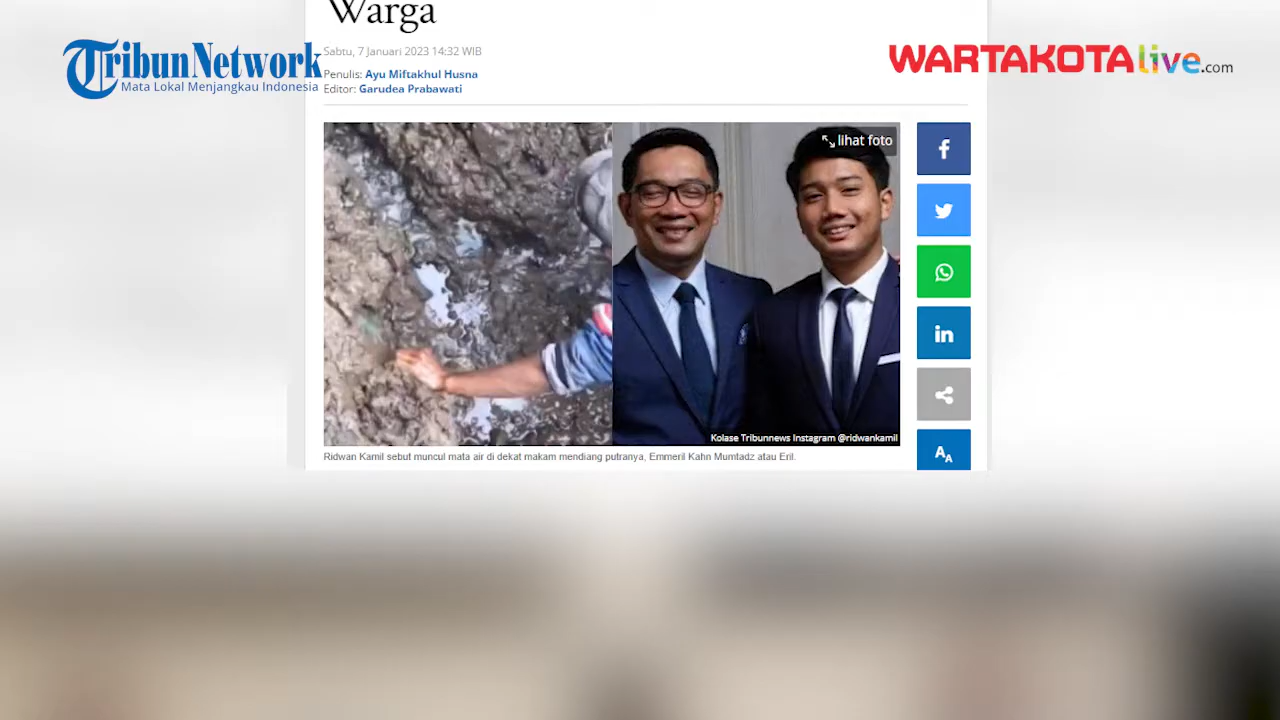 Warga
Sabtu, 7 Januari 2023 14:32 WIB
TribunNetwork
Mata Lokal Menjangkau Indonesia
WARTAKOTAlive.com
Penulis: Ayu Miftakhul Husna
Editor: Garudea Prabawati
lihat foto
f
in
Kolase Tribunnews Instagram @ridwankamil
Ridwan Kamil sebut muncul mata air di dekat makam mendiang putranya, Emmeril Kahn Mumtadz atau Eril.
AA